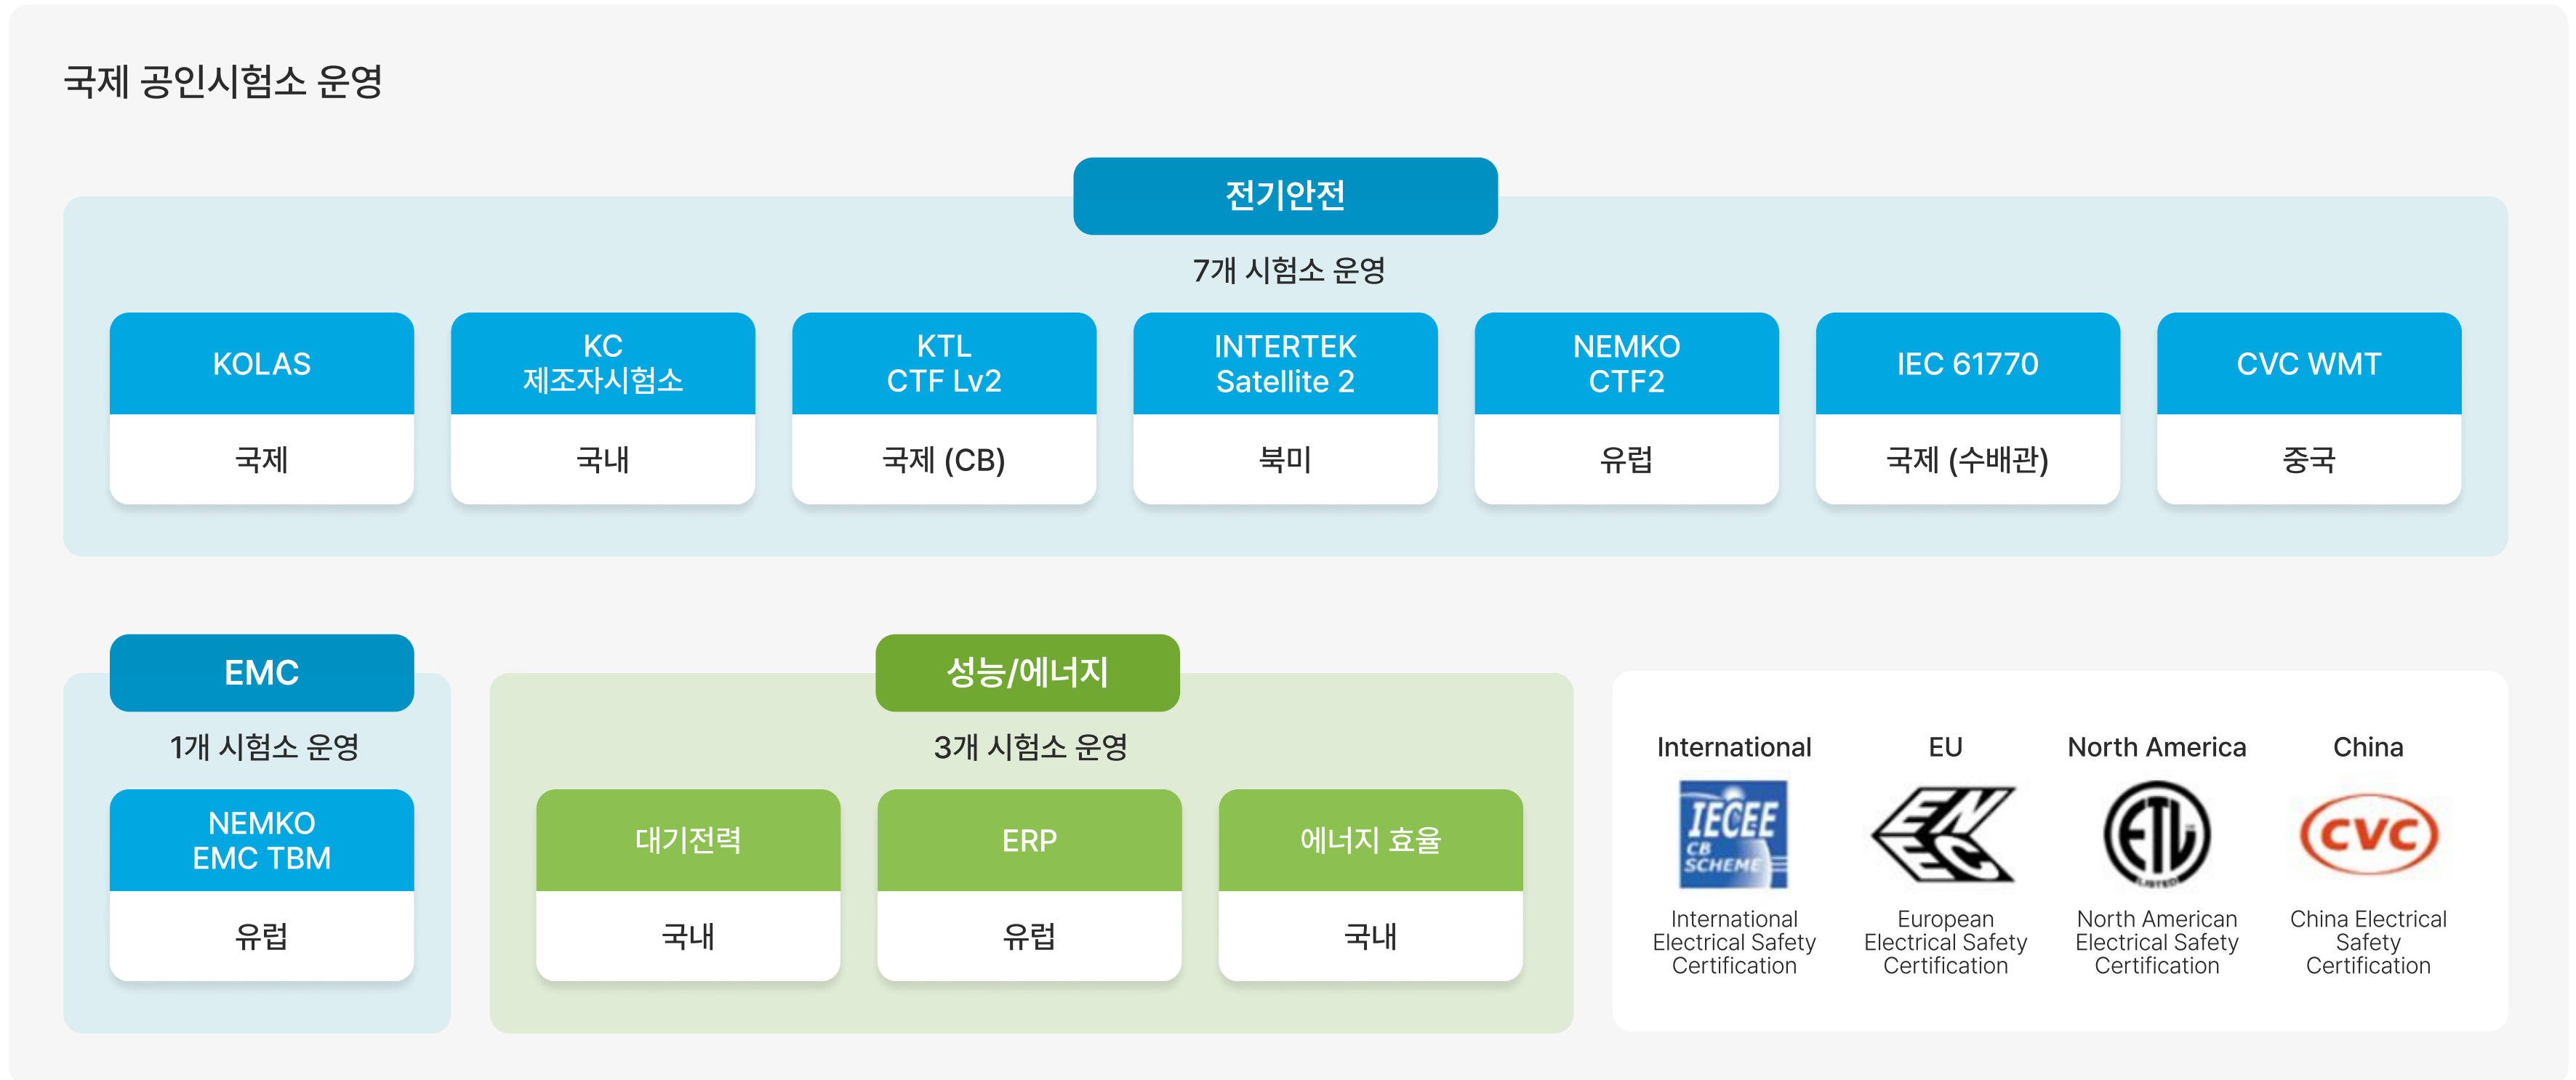 국제 공인시험소 운영
전기안전
7개 시험소 운영
KOLAS
국제
KC
제조자시험소
국내
KTL
CTF Lv2
국제 (CB)
INTERTEK
Satellite 2
북미
NEMKO
CTF2
유럽
IEC 61770
국제 (수배관)
CVC WMT
중국
EMC
1개 시험소 운영
NEMKO
EMC TBM
유럽
성능/에너지
3개 시험소 운영
대기전력
국내
ERP
유럽
에너지 효율
국내
International
IECEE
CB
SCHEME
International
Electrical Safety
Certification
EU
EN
EC
European
Electrical Safety
Certification
North America
ETL
LISTED
North American
Electrical Safety
Certification
China
CVC
China Electrical
Safety
Certification